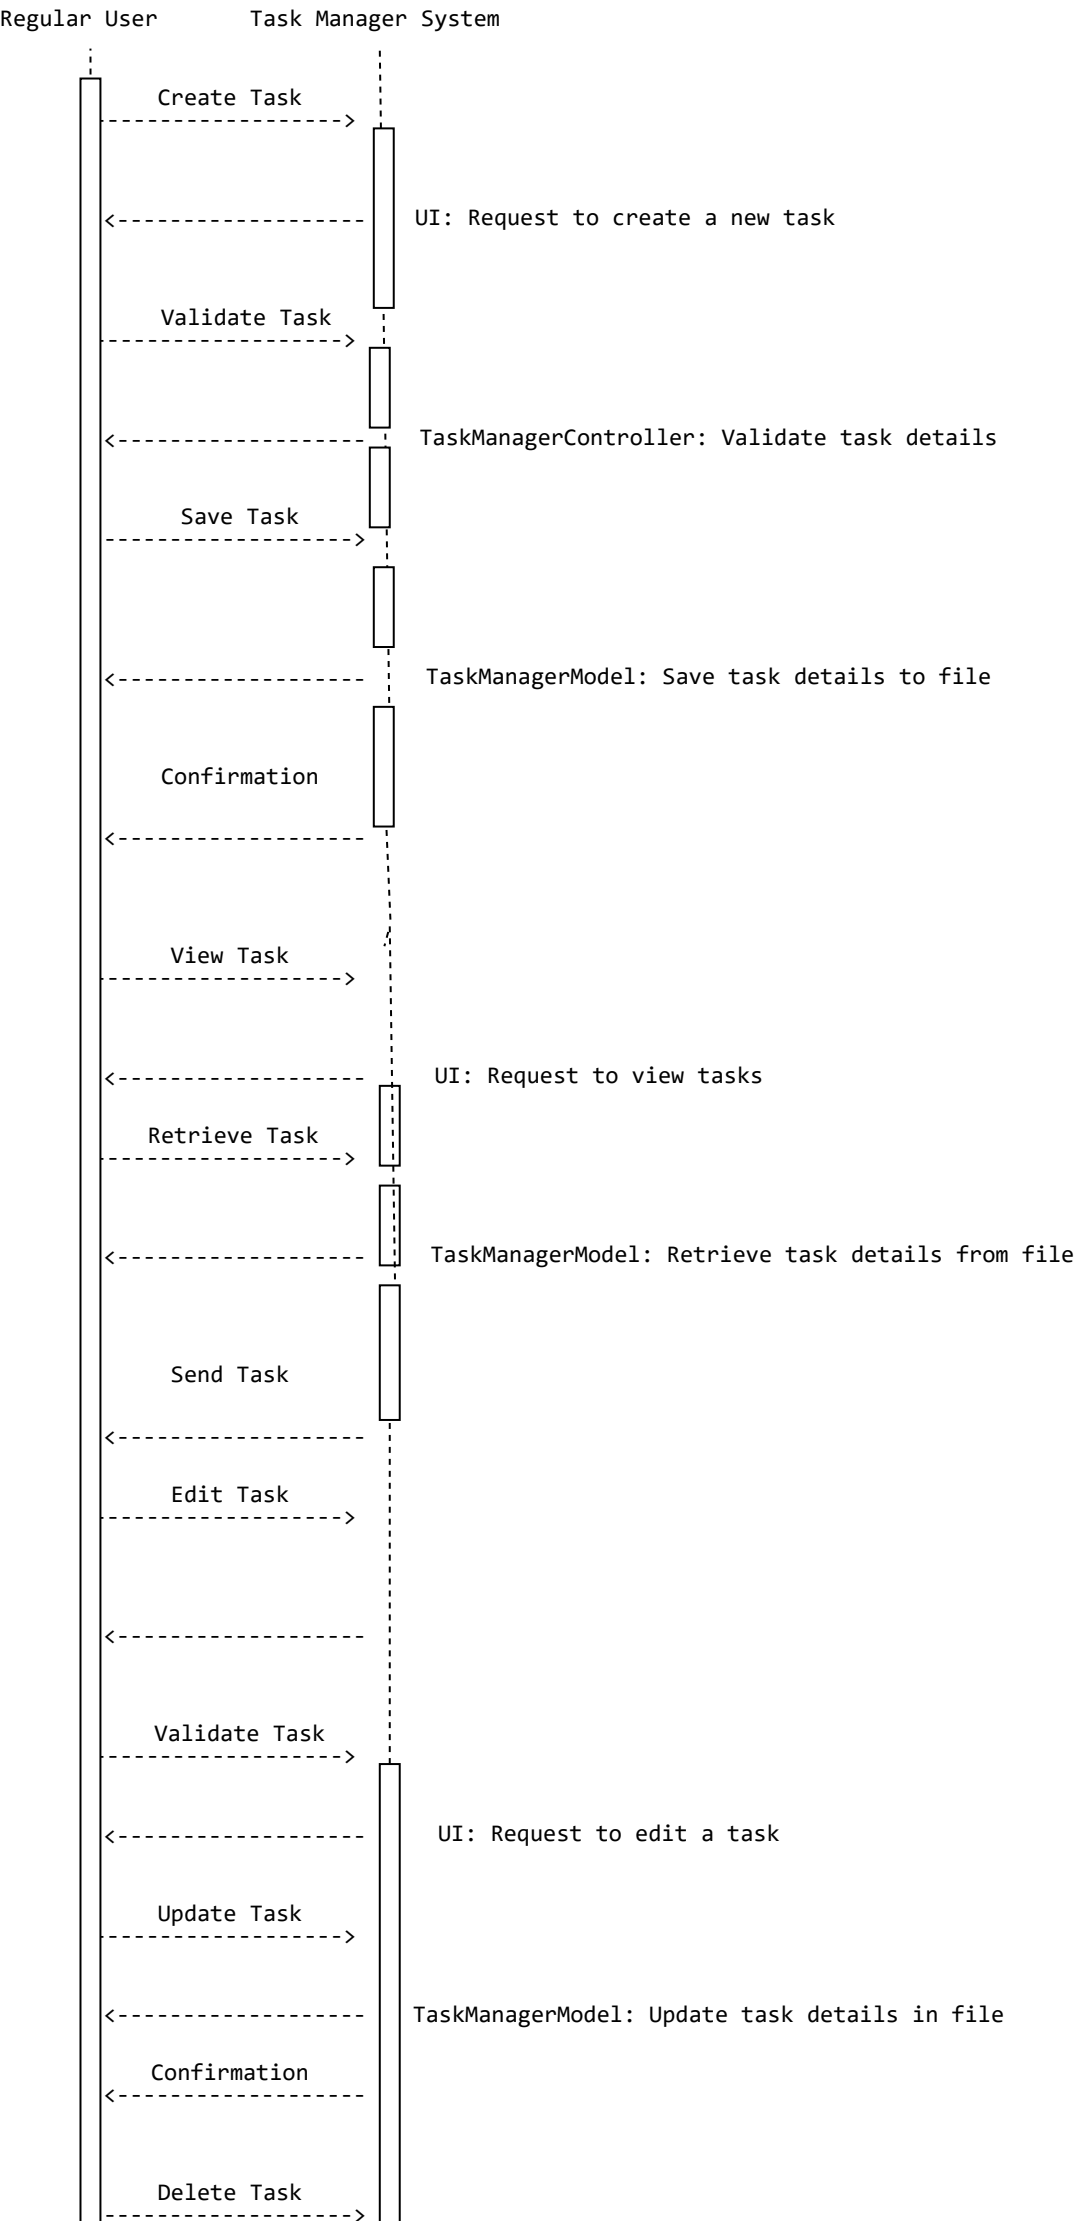 Regular User Task Manager System
Create Task
UI: Request to create a new task
Validate Task
TaskManagerController: Validate task details
Save Task
TaskManagerModel: Save task details to file
Confirmation
View Task
UI: Request to view tasks
Retrieve Task
TaskManagerModel: Retrieve task details from file
Send Task
Edit Task
Validate Task
UI: Request to edit a task
Update Task
TaskManagerModel: Update task details in file
Confirmation
Delete Task